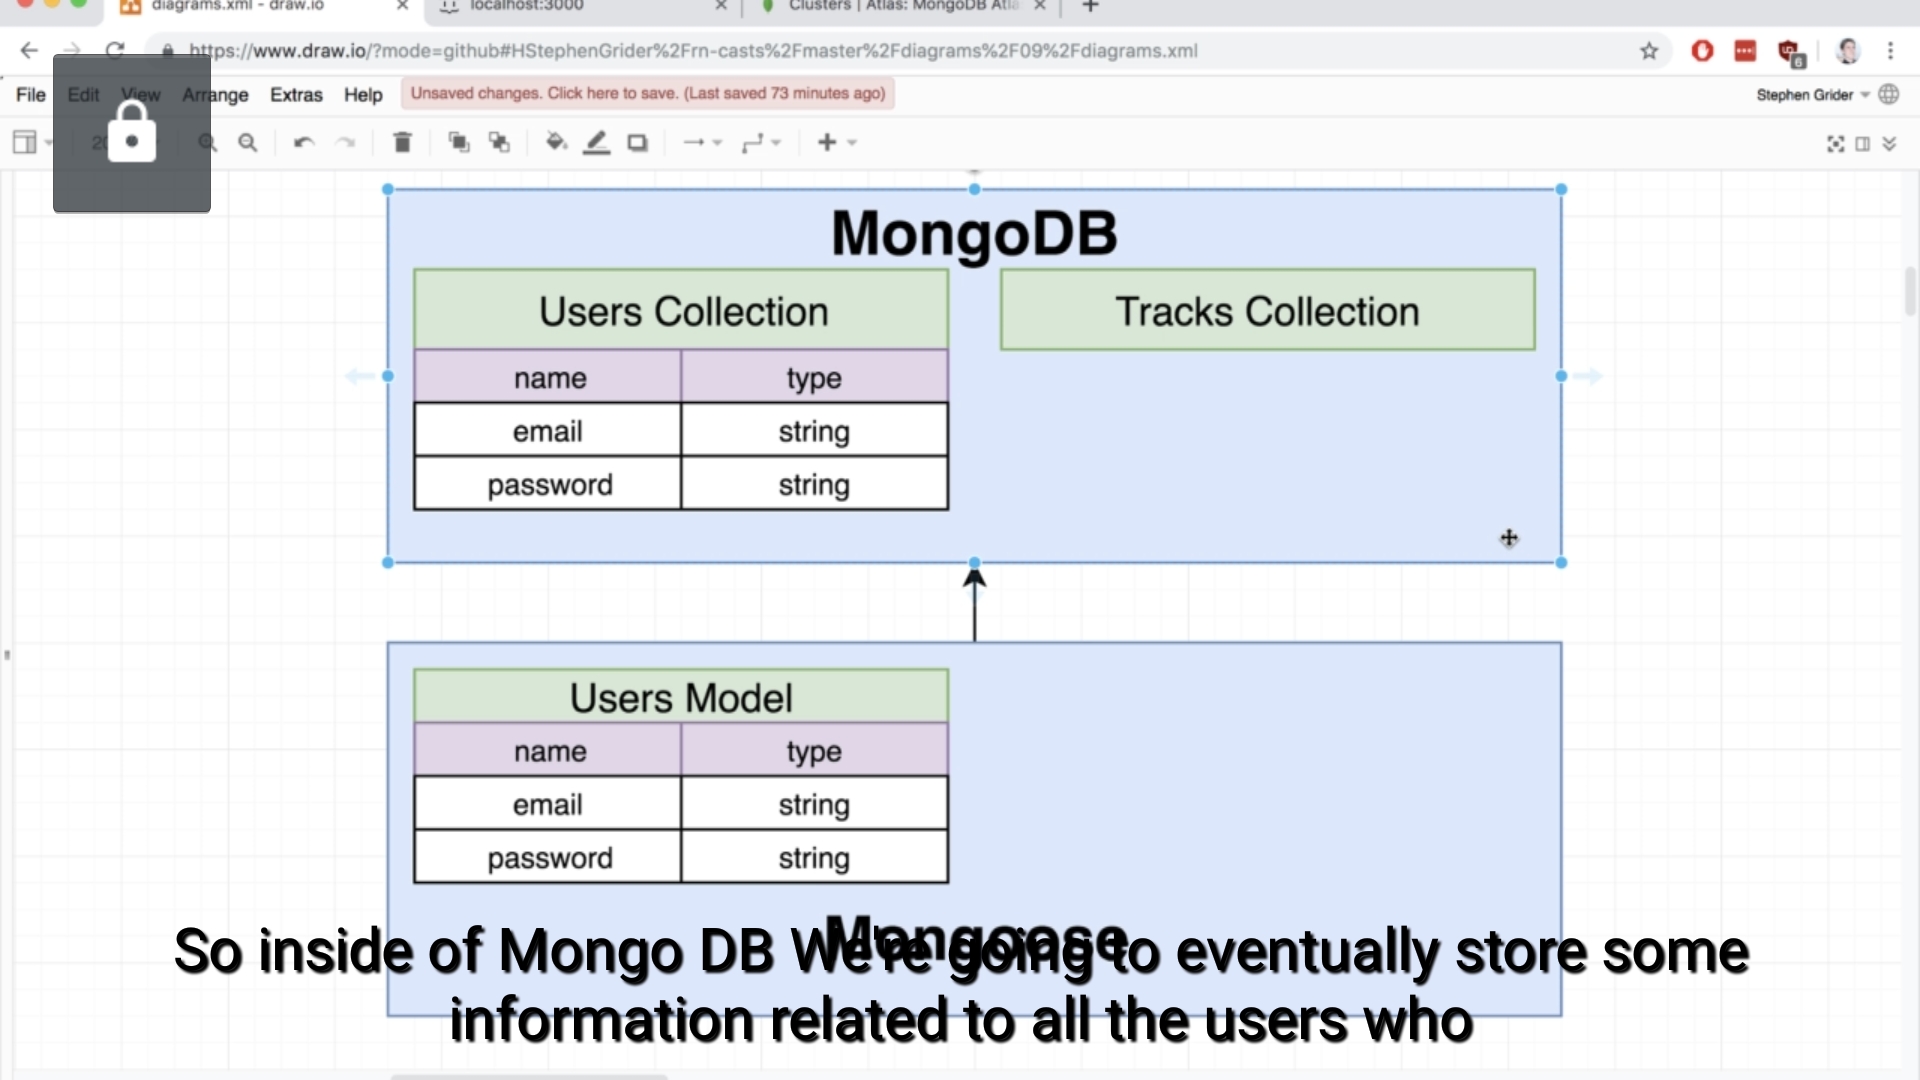 diagrams.xml - draw.io
localhost:3000
Clusters | Atlas: MongoDB Atla
https://www.draw.io/?mode=github#HStephenGrider%2Frn-casts%2Fmaster%2Fdiagrams%2F09%2Fdiagrams.xml
6
File Edit View Arrange Extras Help Unsaved changes. Click here to save. (Last saved 73 minutes ago) Stephen Grider
MongoDB
Users Collection
Tracks Collection
name type
email string
password string
Users Model
name type
email string
password string
Mongoose
So inside of Mongo DB We're going to eventually store some
information related to all the users who